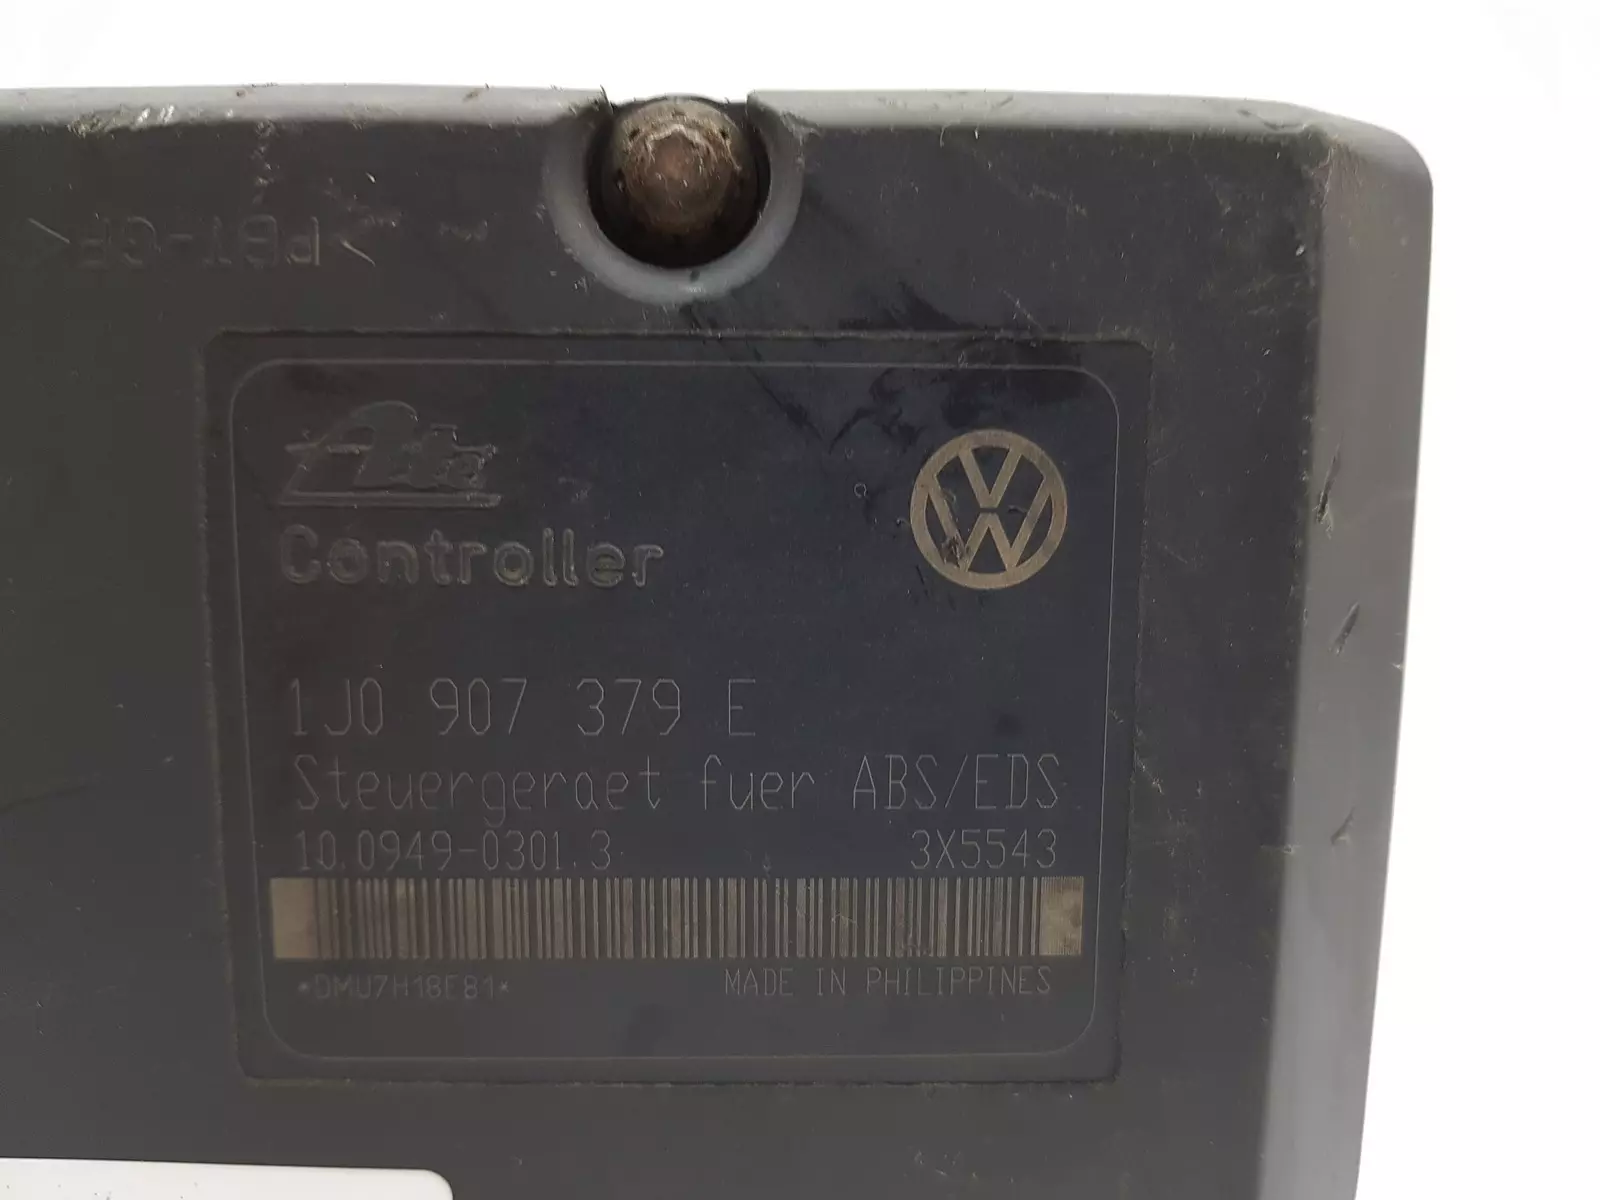 >PBT-GF
Ate
Controller
1J0 907 379 E
Steuergeraet fuer ABS/EDS
10.0949-0301.3 3X5543
*DMU7H18E81* MADE IN PHILIPPINES